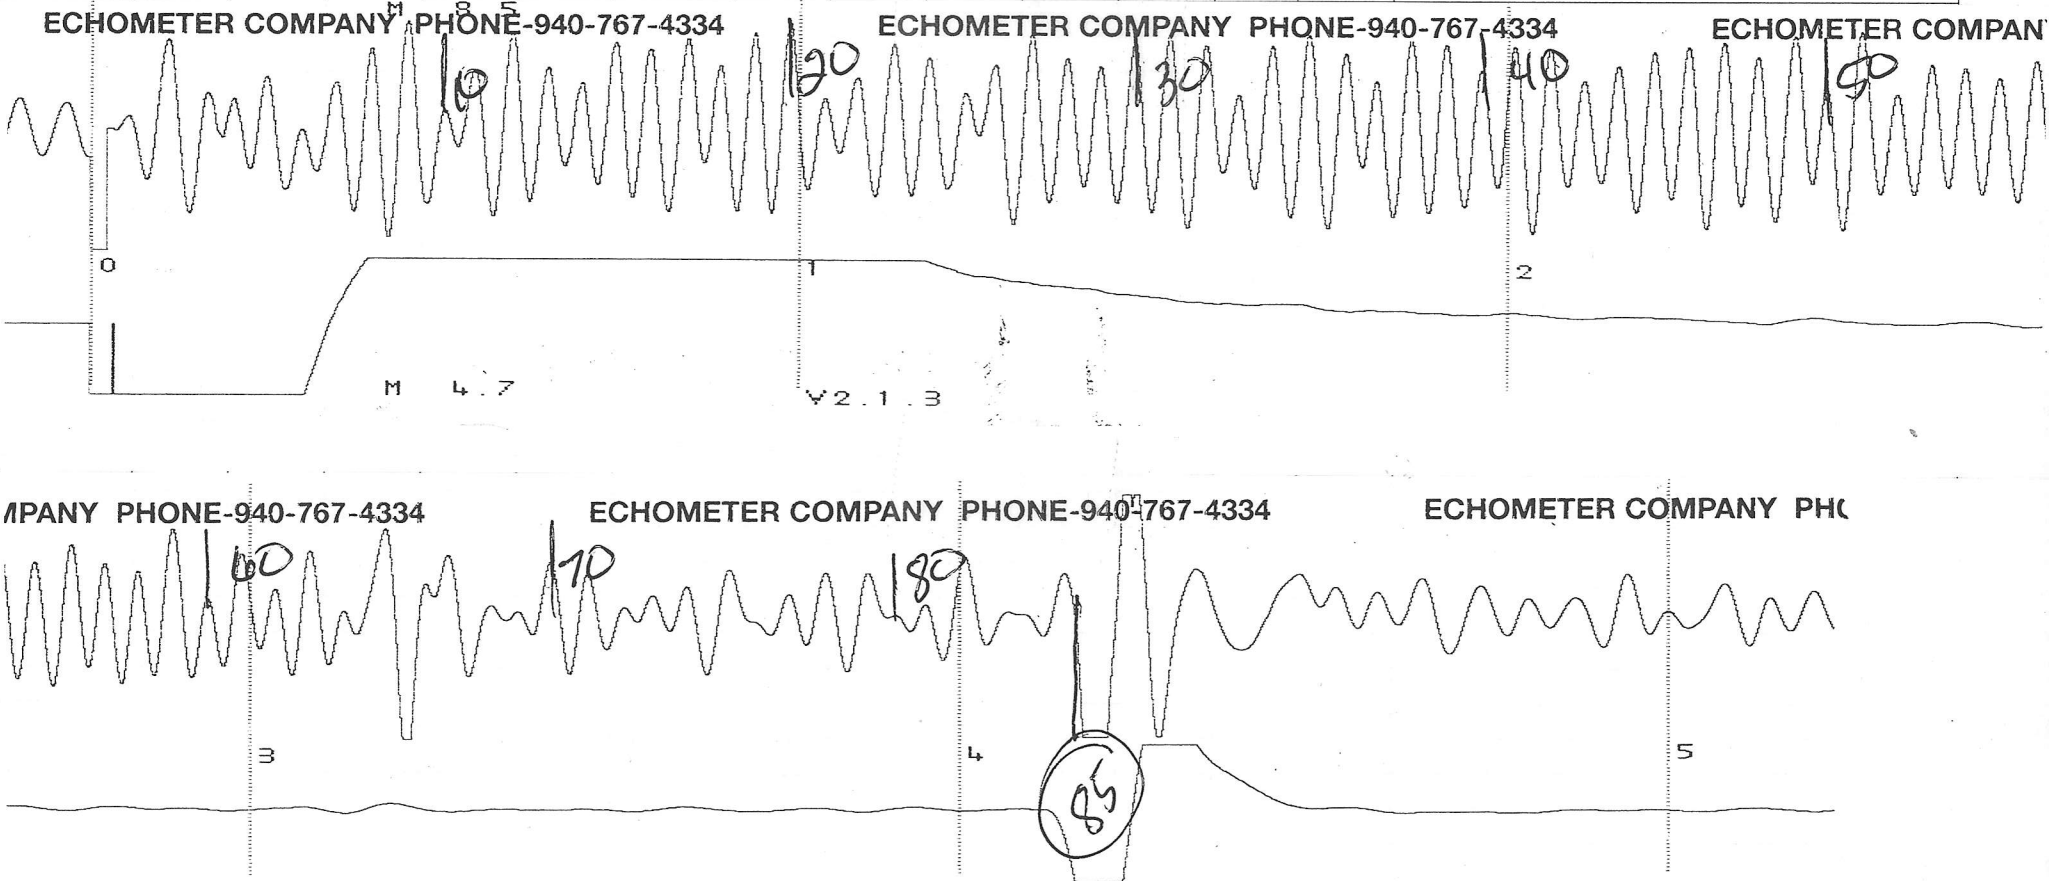 M 8.5
ECHOMETER COMPANY PHONE-940-767-4334 ECHOMETER COMPANY PHONE-940-767-4334 ECHOMETER COMPAN
10 20 30 40 50
0 1 2
M 4.7 V2.1.3
MPANY PHONE-940-767-4334 ECHOMETER COMPANY PHONE-940-767-4334 ECHOMETER COMPANY PHO
60 70 80
3 4 5
85